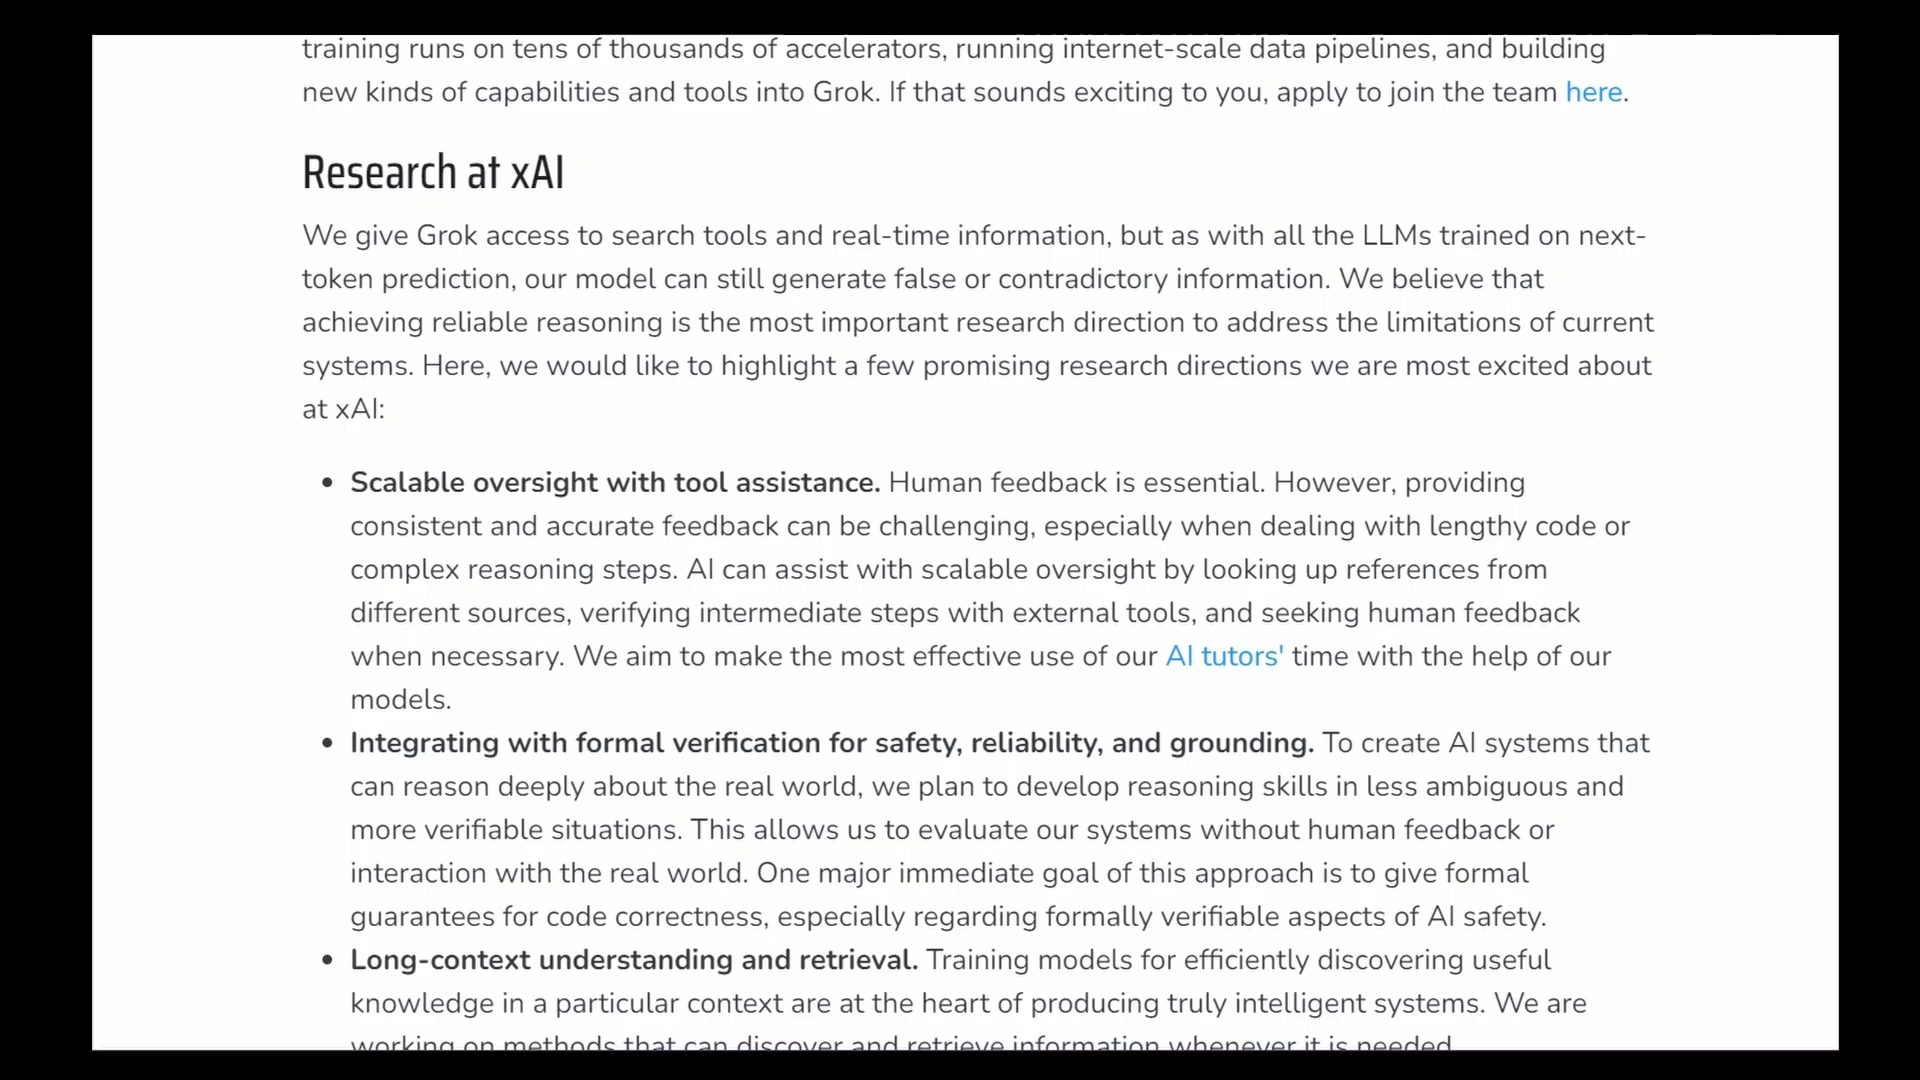 training runs on tens of thousands of accelerators, running internet-scale data pipelines, and building
new kinds of capabilities and tools into Grok. If that sounds exciting to you, apply to join the team here.
Research at xAI
We give Grok access to search tools and real-time information, but as with all the LLMs trained on next-
token prediction, our model can still generate false or contradictory information. We believe that
achieving reliable reasoning is the most important research direction to address the limitations of current
systems. Here, we would like to highlight a few promising research directions we are most excited about
at xAI:
• Scalable oversight with tool assistance. Human feedback is essential. However, providing
consistent and accurate feedback can be challenging, especially when dealing with lengthy code or
complex reasoning steps. AI can assist with scalable oversight by looking up references from
different sources, verifying intermediate steps with external tools, and seeking human feedback
when necessary. We aim to make the most effective use of our AI tutors' time with the help of our
models.
• Integrating with formal verification for safety, reliability, and grounding. To create AI systems that
can reason deeply about the real world, we plan to develop reasoning skills in less ambiguous and
more verifiable situations. This allows us to evaluate our systems without human feedback or
interaction with the real world. One major immediate goal of this approach is to give formal
guarantees for code correctness, especially regarding formally verifiable aspects of AI safety.
• Long-context understanding and retrieval. Training models for efficiently discovering useful
knowledge in a particular context are at the heart of producing truly intelligent systems. We are
working on methods that can discover and retrieve information whenever it is needed.